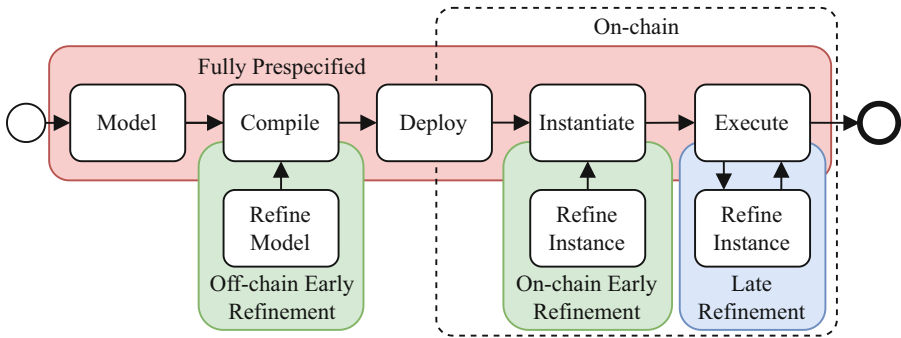 On-chain
Fully Prespecified
Model
Compile
Deploy
Instantiate
Execute
Refine
Model
Refine
Instance
Refine
Instance
Off-chain Early
Refinement
On-chain Early
Refinement
Late
Refinement